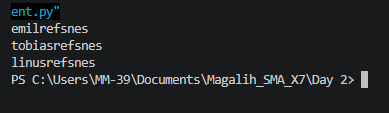 ent.py"
emilrefsnes
tobiasrefsnes
linusrefsnes
PS C:\Users\MM-39\Documents\Magalih_SMA_X7\Day 2>